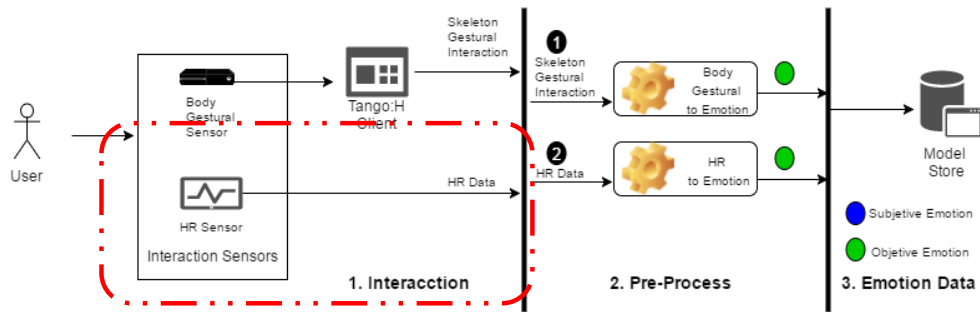 Skeleton
Gestural
Interaction
1
Skeleton
Gestural
Interaction
Body
Gestural
to Emotion
Body
Gestural
Sensor
Tango:H
Client
User
Model
Store
2
HR Data
HR Data
HR
to Emotion
HR Sensor
Interaction Sensors
Subjetive Emotion
Objetive Emotion
1. Interacction
2. Pre-Process
3. Emotion Data